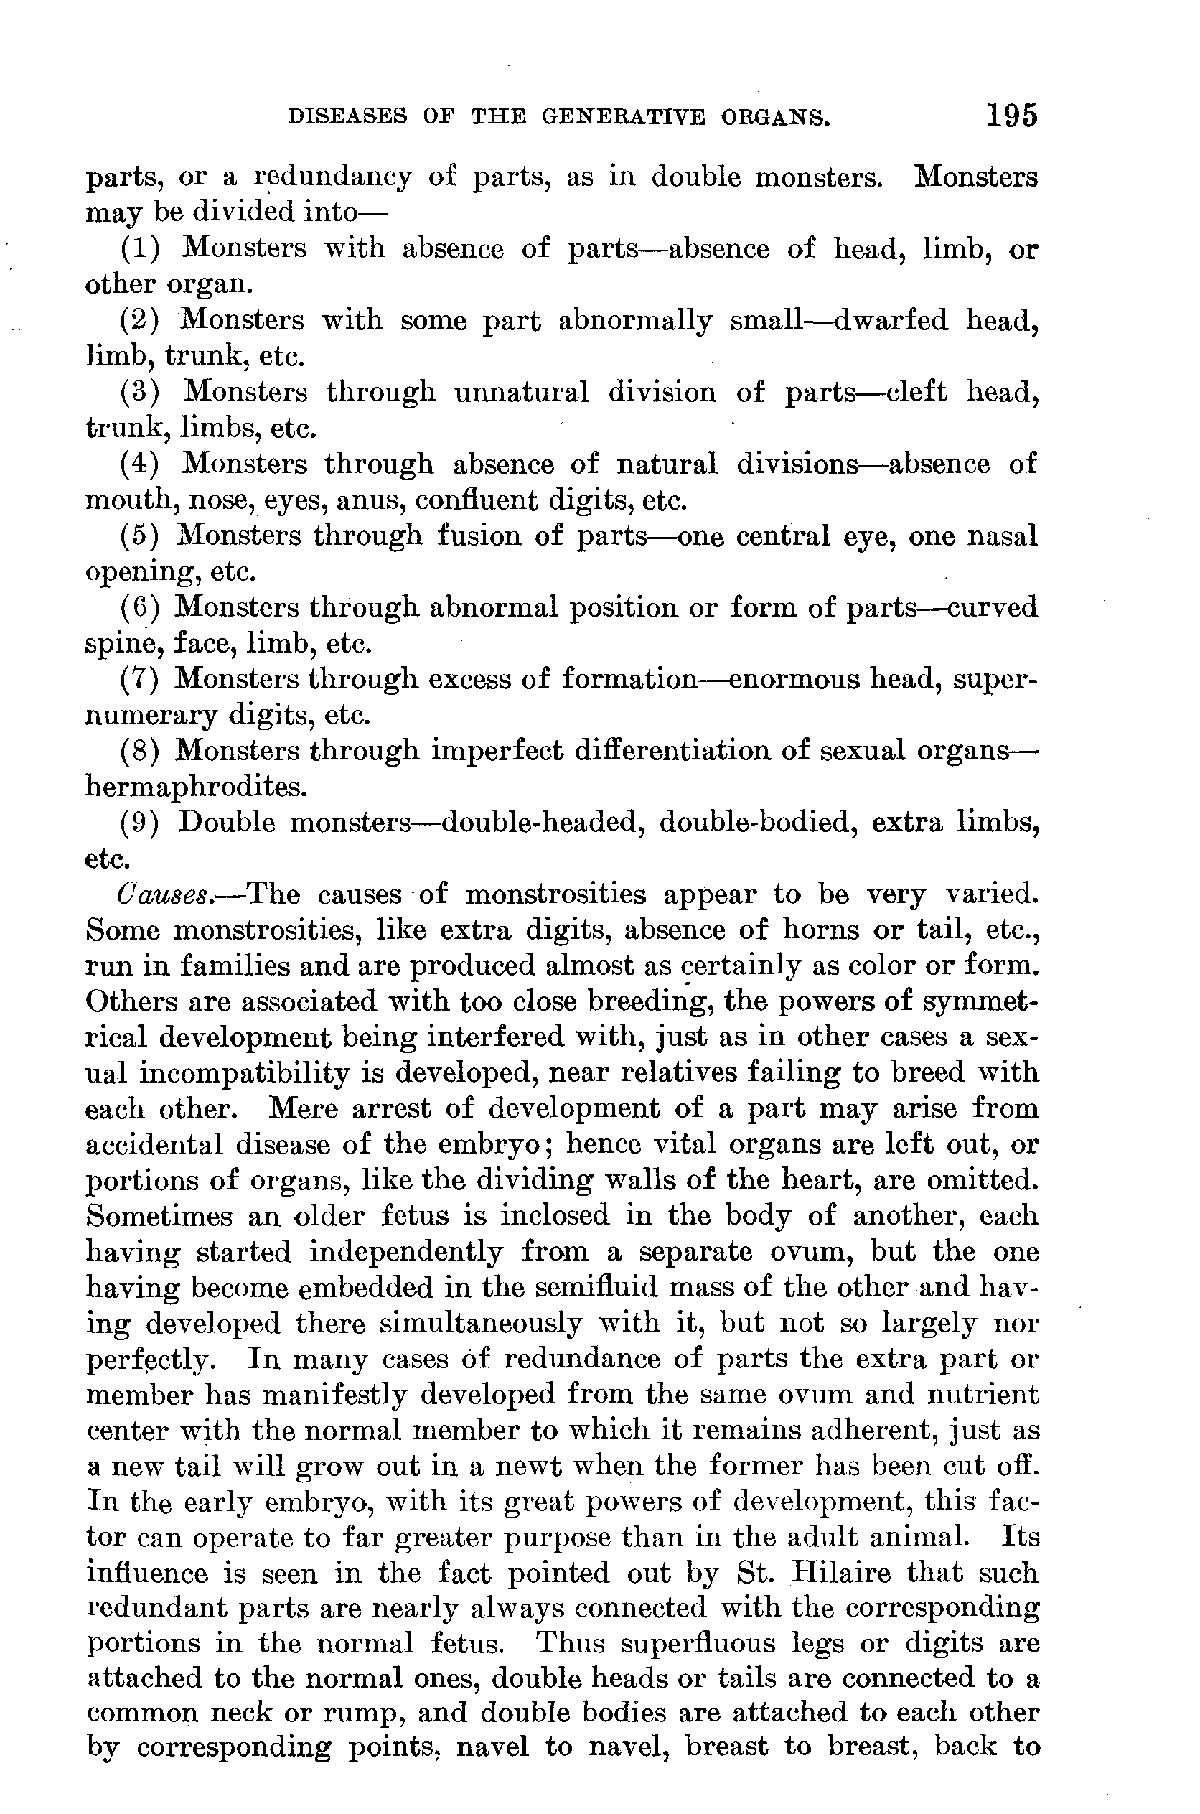 DISEASES OF THE GENERATIVE ORGANS. 195
parts, or a redundancy of parts, as in double monsters. Monsters
may be divided into—
(1) Monsters with absence of parts—absence of head, limb, or
other organ.
(2) Monsters with some part abnormally small—dwarfed head,
limb, trunk, etc.
(3) Monsters through unnatural division of parts—cleft head,
trunk, limbs, etc.
(4) Monsters through absence of natural divisions—absence of
mouth, nose, eyes, anus, confluent digits, etc.
(5) Monsters through fusion of parts—one central eye, one nasal
opening, etc.
(6) Monsters through abnormal position or form of parts—curved
spine, face, limb, etc.
(7) Monsters through excess of formation—enormous head, super-
numerary digits, etc.
(8) Monsters through imperfect differentiation of sexual organs—
hermaphrodites.
(9) Double monsters—double-headed, double-bodied, extra limbs,
etc.
Causes.—The causes of monstrosities appear to be very varied.
Some monstrosities, like extra digits, absence of horns or tail, etc.,
run in families and are produced almost as certainly as color or form.
Others are associated with too close breeding, the powers of symmet-
rical development being interfered with, just as in other cases a sex-
ual incompatibility is developed, near relatives failing to breed with
each other. Mere arrest of development of a part may arise from
accidental disease of the embryo; hence vital organs are left out, or
portions of organs, like the dividing walls of the heart, are omitted.
Sometimes an older fetus is inclosed in the body of another, each
having started independently from a separate ovum, but the one
having become embedded in the semifluid mass of the other and hav-
ing developed there simultaneously with it, but not so largely nor
perfectly. In many cases of redundance of parts the extra part or
member has manifestly developed from the same ovum and nutrient
center with the normal member to which it remains adherent, just as
a new tail will grow out in a newt when the former has been cut off.
In the early embryo, with its great powers of development, this fac-
tor can operate to far greater purpose than in the adult animal. Its
influence is seen in the fact pointed out by St. Hilaire that such
redundant parts are nearly always connected with the corresponding
portions in the normal fetus. Thus superfluous legs or digits are
attached to the normal ones, double heads or tails are connected to a
common neck or rump, and double bodies are attached to each other
by corresponding points, navel to navel, breast to breast, back to